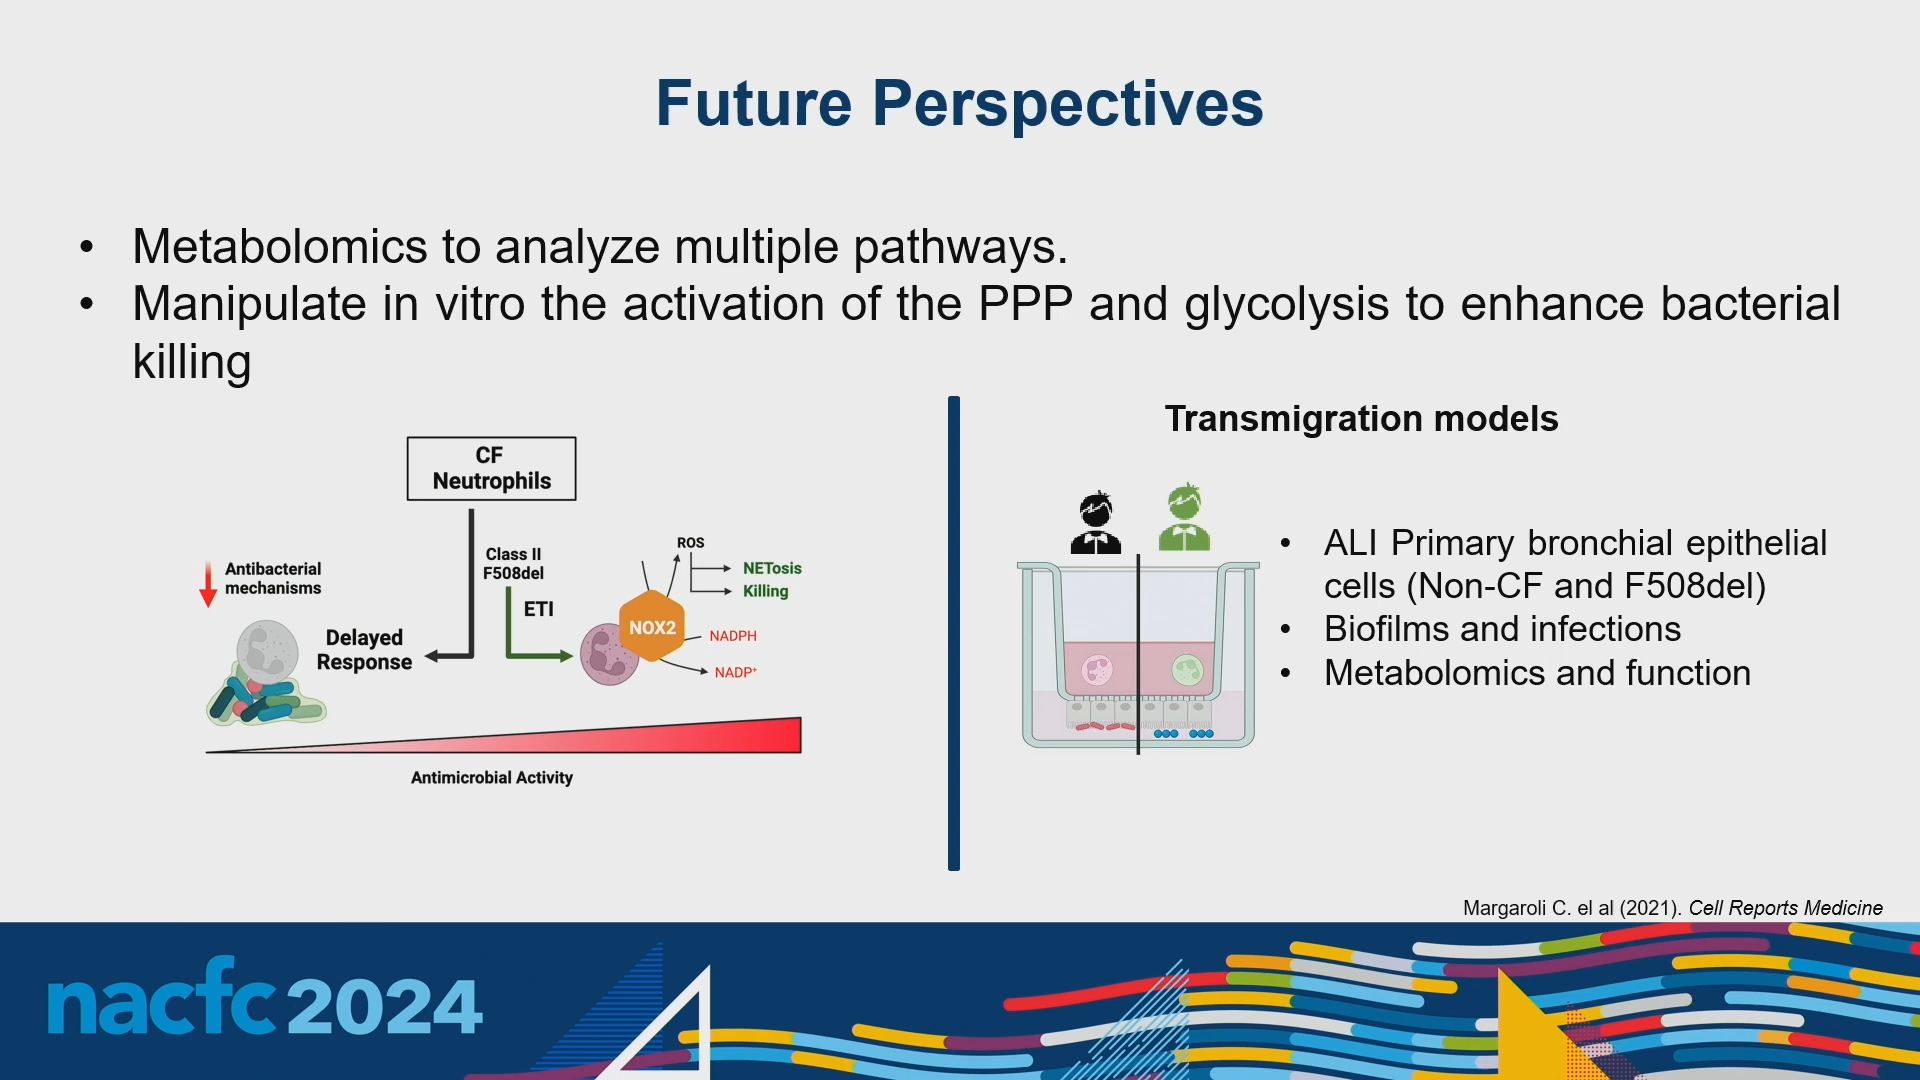 Future Perspectives
• Metabolomics to analyze multiple pathways.
• Manipulate in vitro the activation of the PPP and glycolysis to enhance bacterial
killing
CF
Neutrophils
Class II
F508del
ETI
Antibacterial
mechanisms
Delayed
Response
ROS
NETosis
Killing
NOX2
NADPH
NADP⁺
Antimicrobial Activity
Transmigration models
• ALI Primary bronchial epithelial
cells (Non-CF and F508del)
• Biofilms and infections
• Metabolomics and function
Margaroli C. el al (2021). Cell Reports Medicine
nacfc 2024